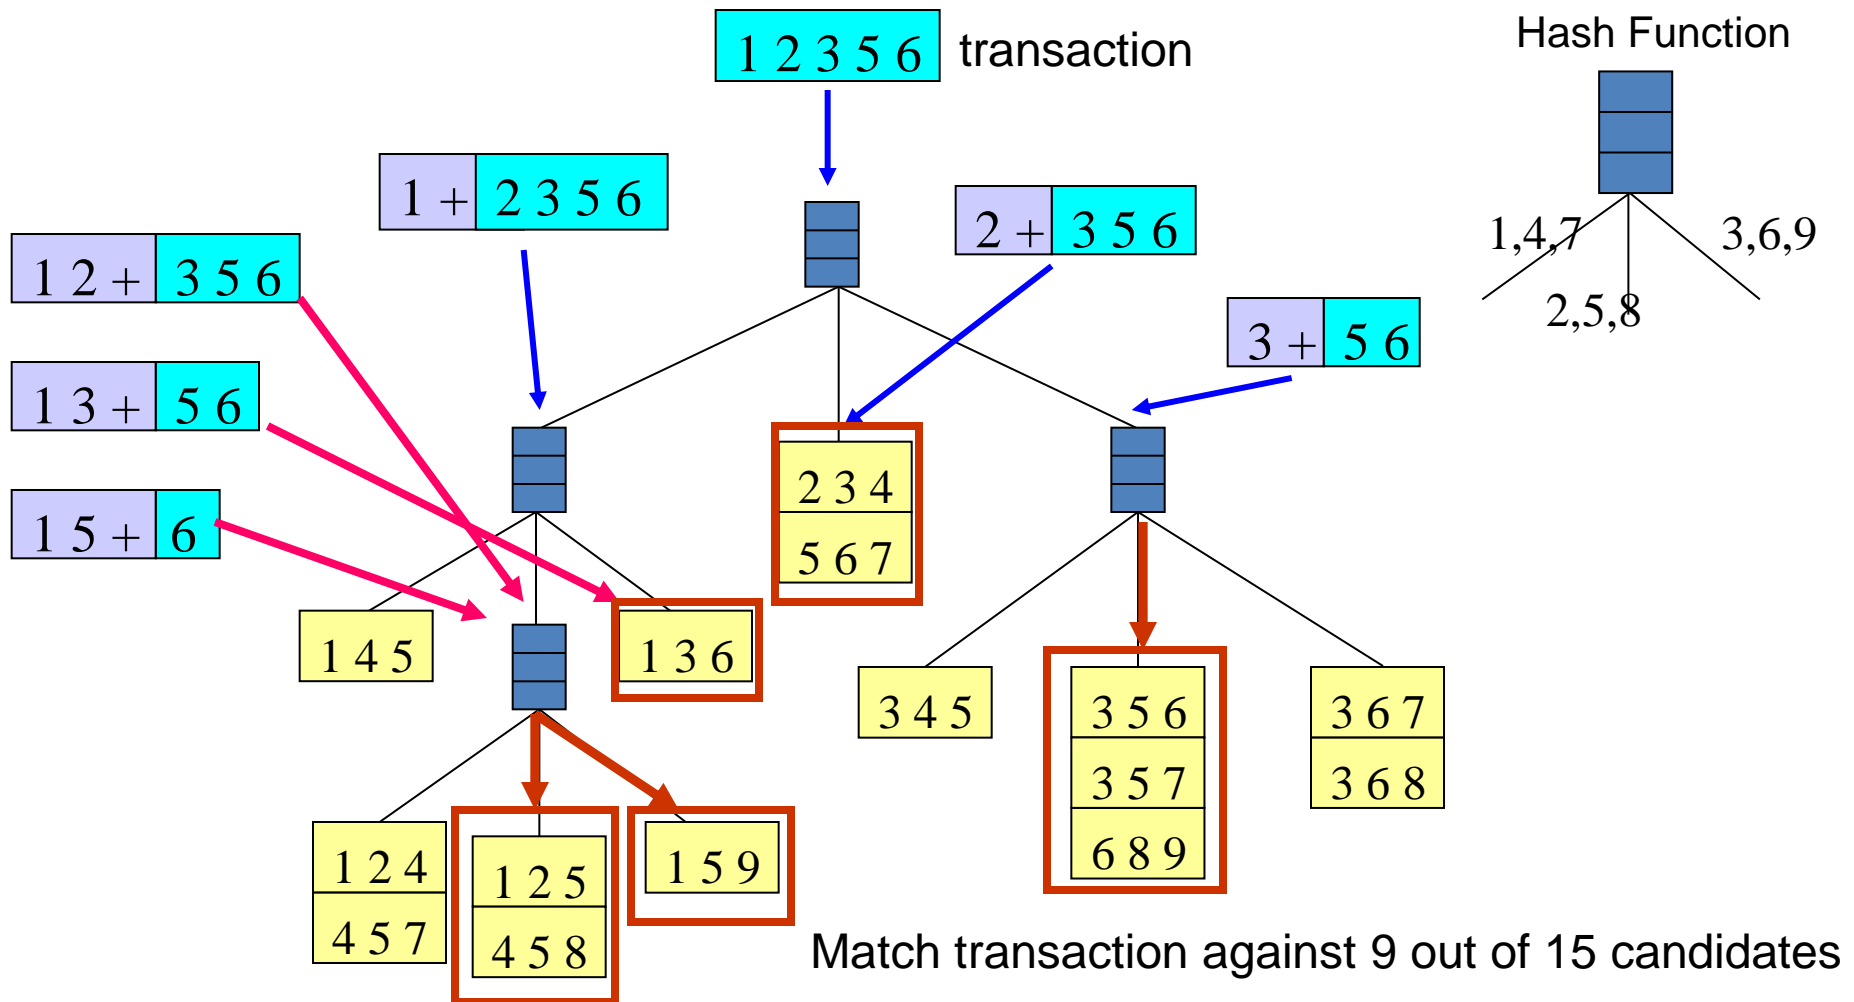 1 2 3 5 6 transaction
Hash Function
1,4,7
3,6,9
2,5,8
1 + 2 3 5 6
2 + 3 5 6
3 + 5 6
1 2 + 3 5 6
1 3 + 5 6
1 5 + 6
2 3 4
5 6 7
1 4 5
1 3 6
3 4 5
3 5 6
3 5 7
6 8 9
3 6 7
3 6 8
1 2 4
4 5 7
1 2 5
4 5 8
1 5 9
Match transaction against 9 out of 15 candidates